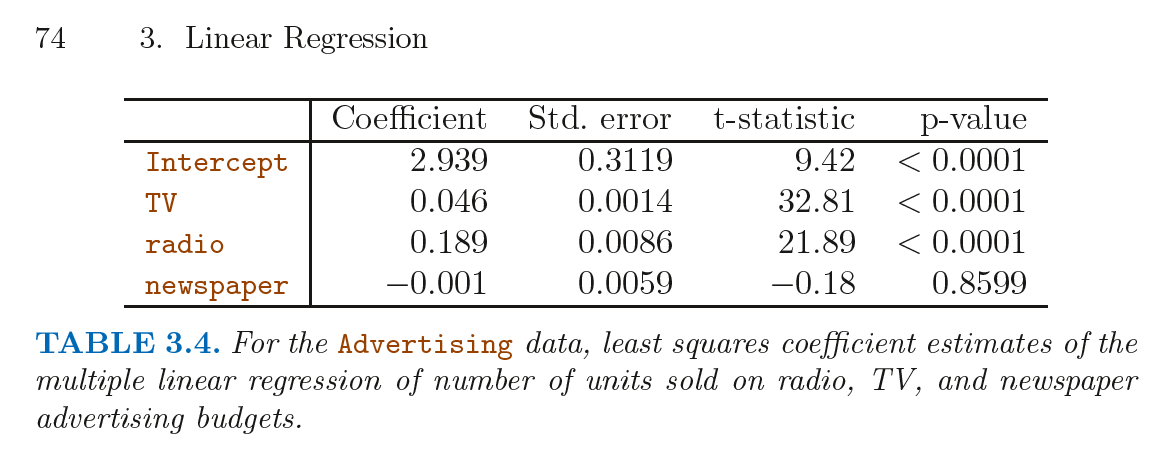 74 3. Linear Regression
Coefficient Std. error t-statistic p-value
Intercept 2.939 0.3119 9.42 < 0.0001
TV 0.046 0.0014 32.81 < 0.0001
radio 0.189 0.0086 21.89 < 0.0001
newspaper −0.001 0.0059 −0.18 0.8599
TABLE 3.4. For the Advertising data, least squares coefficient estimates of the
multiple linear regression of number of units sold on radio, TV, and newspaper
advertising budgets.